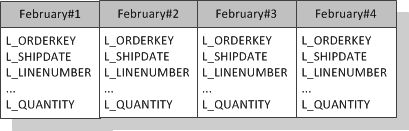 February#1 February#2 February#3 February#4
L_ORDERKEY L_ORDERKEY L_ORDERKEY L_ORDERKEY
L_SHIPDATE L_SHIPDATE L_SHIPDATE L_SHIPDATE
L_LINENUMBER L_LINENUMBER L_LINENUMBER L_LINENUMBER
... ... ... ...
L_QUANTITY L_QUANTITY L_QUANTITY L_QUANTITY